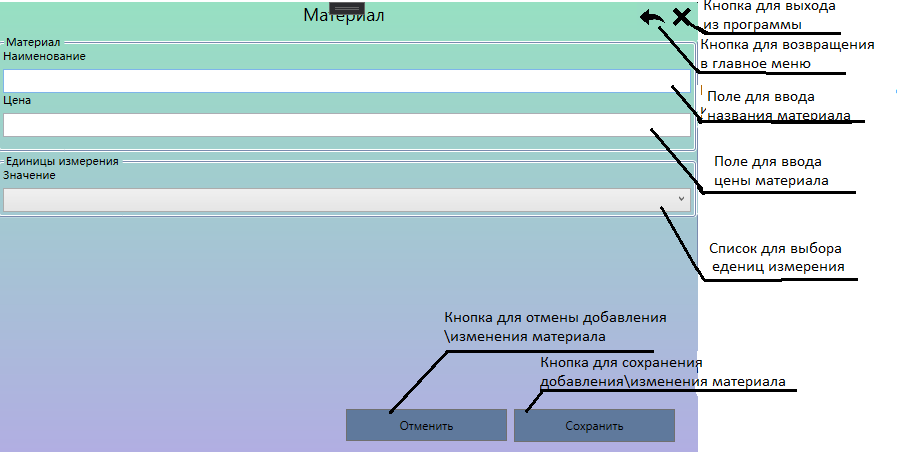 Материал
Кнопка для выхода
из программы
Кнопка для возвращения
в главное меню
Материал
Наименование
Поле для ввода
названия материала
Цена
Поле для ввода
цены материала
Единицы измерения
Значение
Список для выбора
едениц измерения
Кнопка для отмены добавления
\изменения материала
Кнопка для сохранения
добавления\изменения материала
Отменить
Сохранить